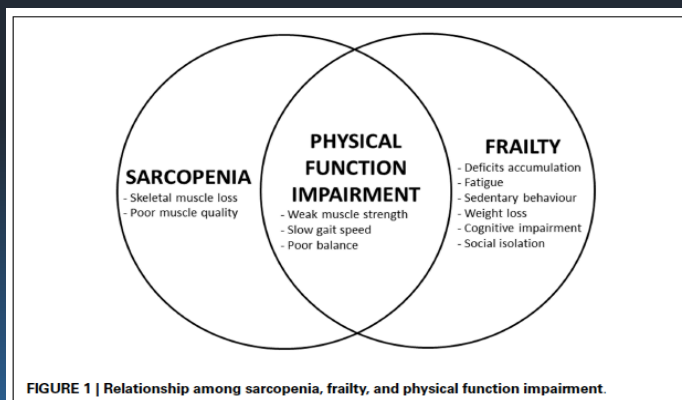 SARCOPENIA
- Skeletal muscle loss
- Poor muscle quality
PHYSICAL
FUNCTION
IMPAIRMENT
- Weak muscle strength
- Slow gait speed
- Poor balance
FRAILTY
- Deficits accumulation
- Fatigue
- Sedentary behaviour
- Weight loss
- Cognitive impairment
- Social isolation
FIGURE 1 | Relationship among sarcopenia, frailty, and physical function impairment.